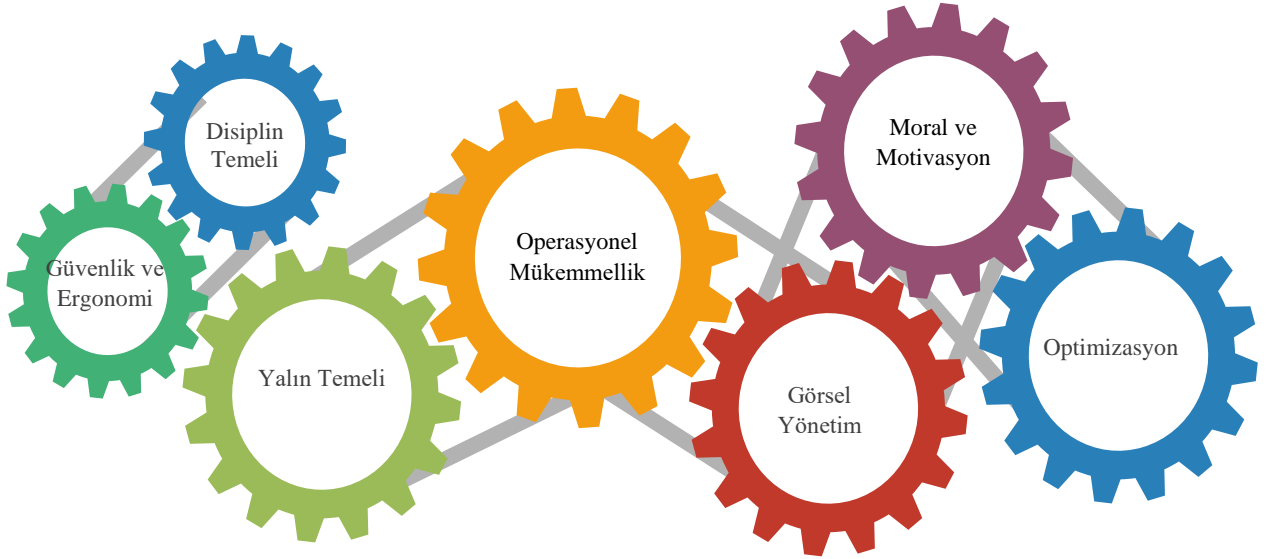 Disiplin
Temeli
Güvenlik ve
Ergonomi
Yalın Temeli
Operasyonel
Mükemmellik
Moral ve
Motivasyon
Görsel
Yönetim
Optimizasyon